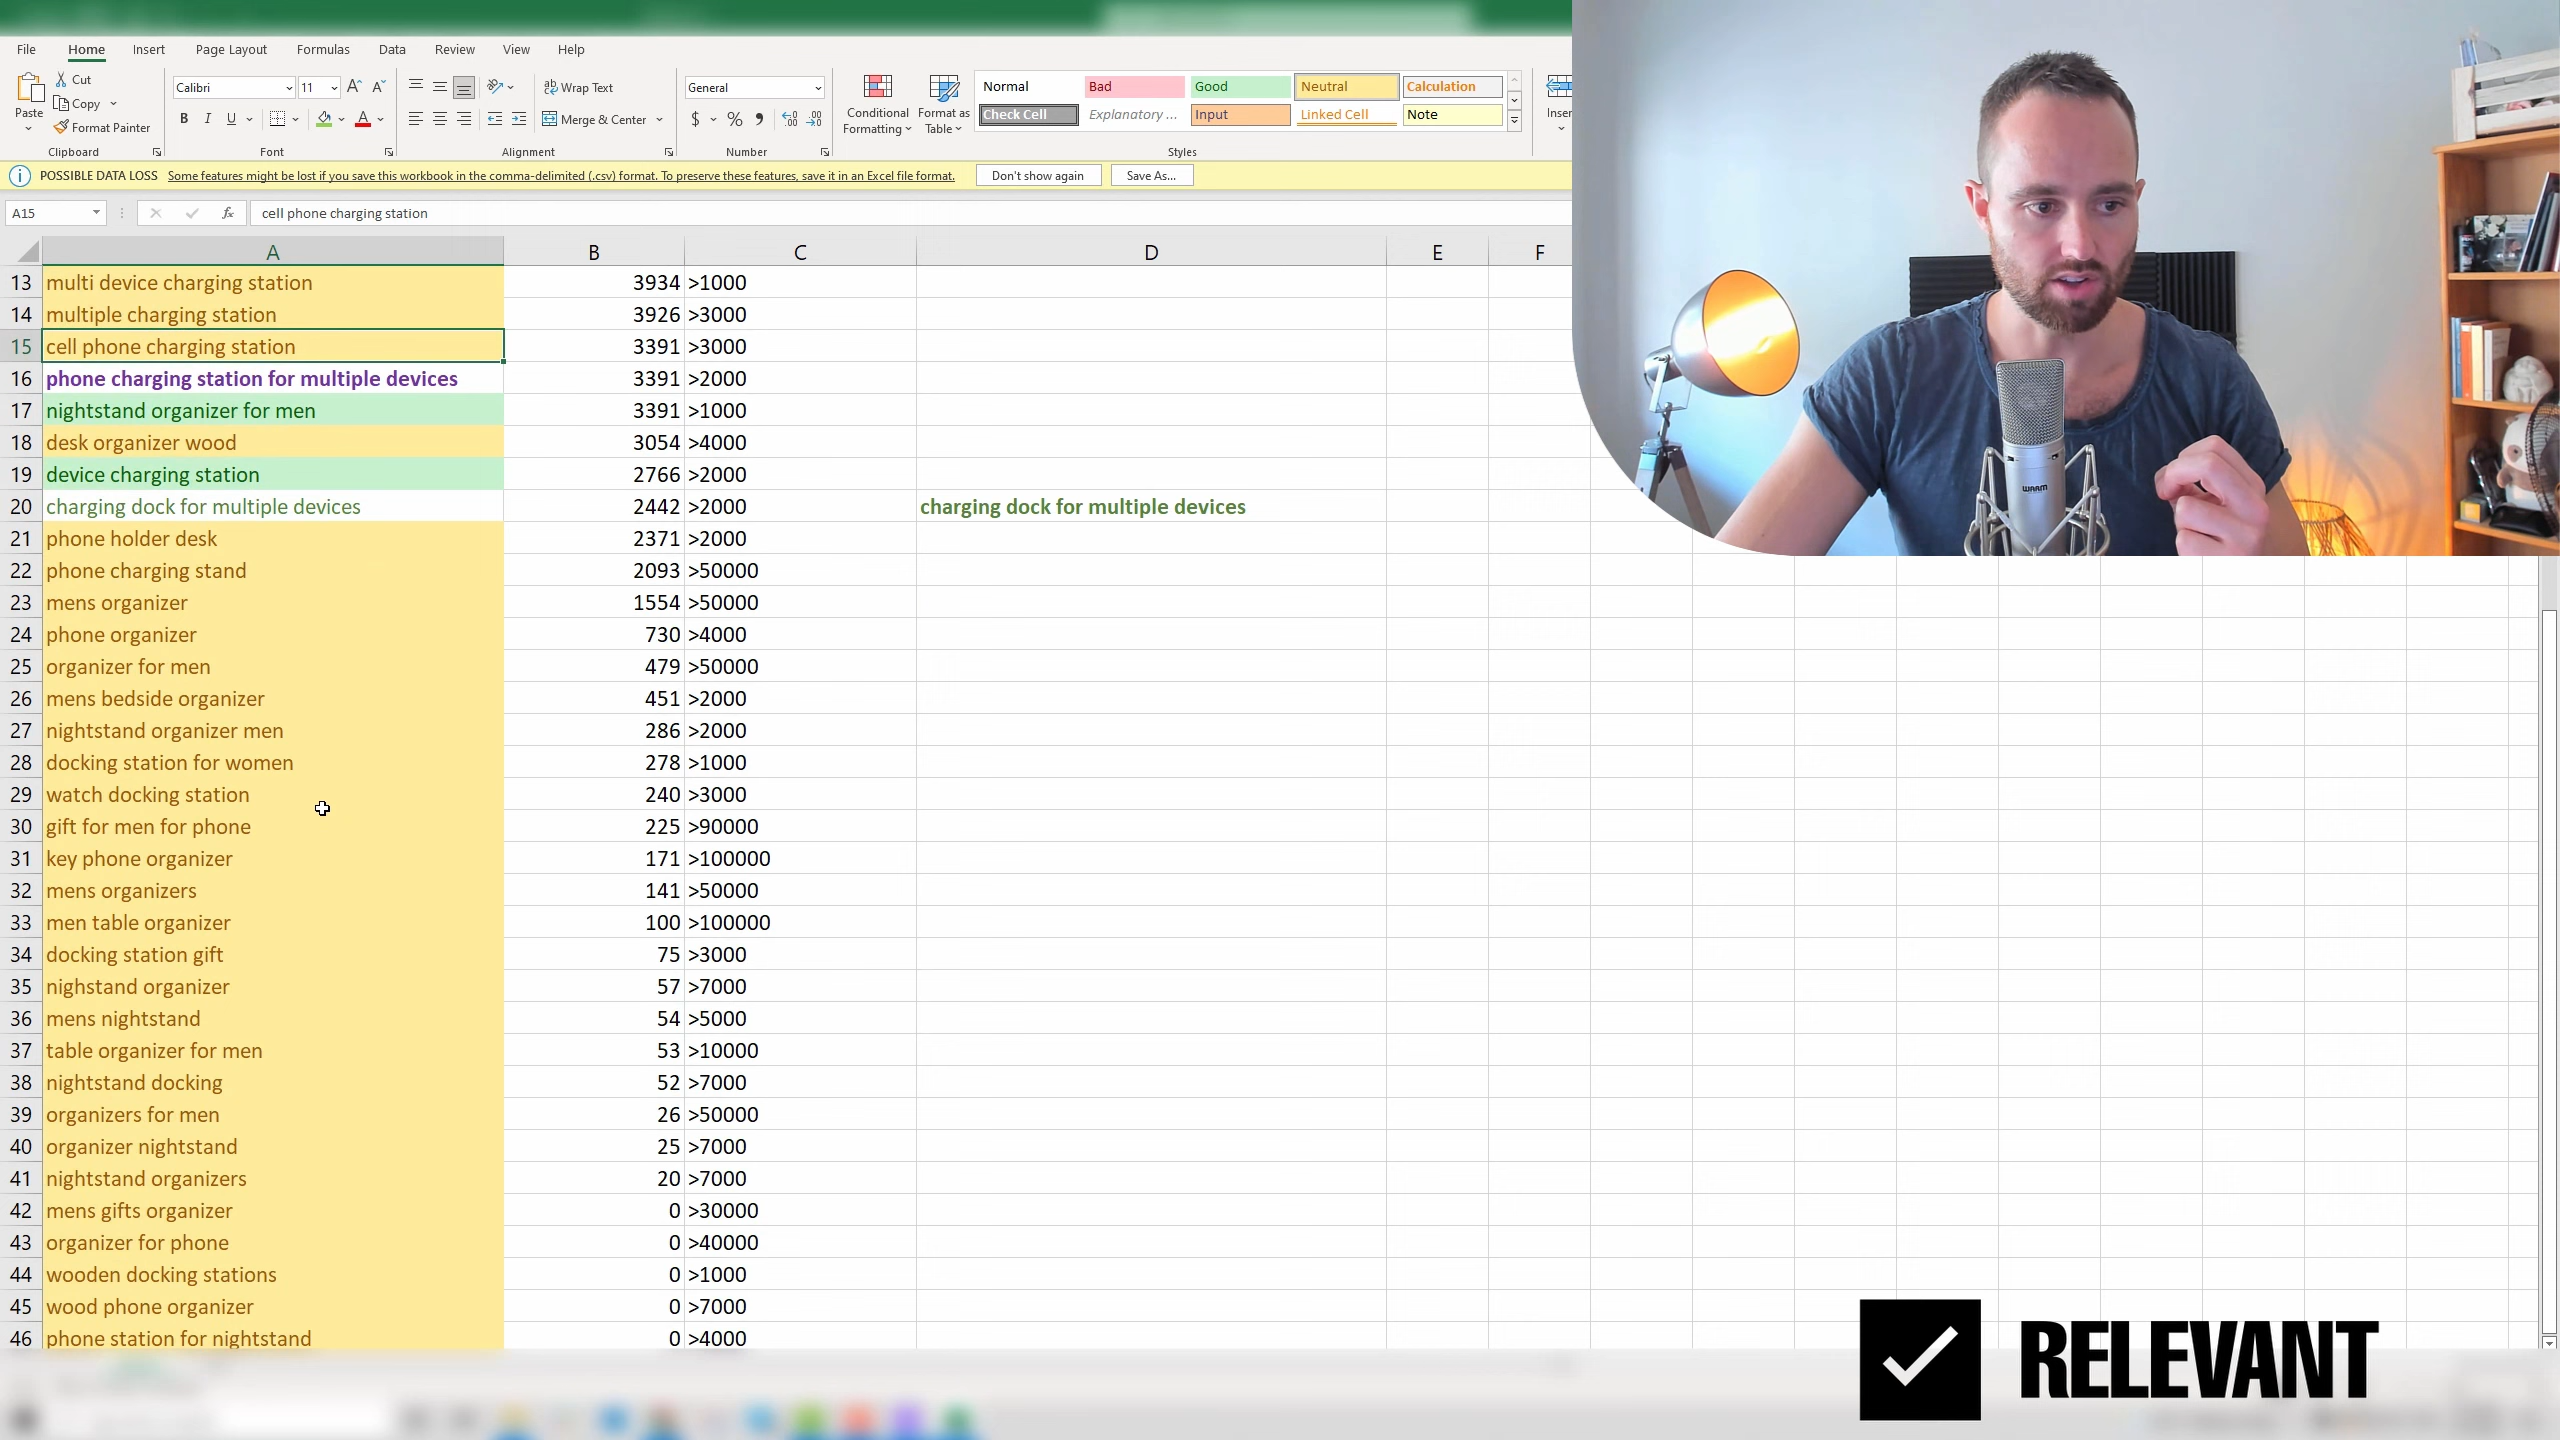 File Home Insert Page Layout Formulas Data Review View Help
Paste Cut Copy Format Painter Clipboard
Calibri 11 A A B I U A Font
Wrap Text Merge & Center Alignment
General $ % Number
Conditional Formatting Format as Table
Normal Bad Good Neutral Calculation
Check Cell Explanatory ... Input Linked Cell Note
Styles
Inser
POSSIBLE DATA LOSS Some features might be lost if you save this workbook in the comma-delimited (.csv) format. To preserve these features, save it in an Excel file format. Don't show again Save As...
A15 fx cell phone charging station
A B C D E F
13 multi device charging station 3934 >1000
14 multiple charging station 3926 >3000
15 cell phone charging station 3391 >3000
16 phone charging station for multiple devices 3391 >2000
17 nightstand organizer for men 3391 >1000
18 desk organizer wood 3054 >4000
19 device charging station 2766 >2000
20 charging dock for multiple devices 2442 >2000 charging dock for multiple devices
21 phone holder desk 2371 >2000
22 phone charging stand 2093 >50000
23 mens organizer 1554 >50000
24 phone organizer 730 >4000
25 organizer for men 479 >50000
26 mens bedside organizer 451 >2000
27 nightstand organizer men 286 >2000
28 docking station for women 278 >1000
29 watch docking station 240 >3000
30 gift for men for phone 225 >90000
31 key phone organizer 171 >100000
32 mens organizers 141 >50000
33 men table organizer 100 >100000
34 docking station gift 75 >3000
35 nighstand organizer 57 >7000
36 mens nightstand 54 >5000
37 table organizer for men 53 >10000
38 nightstand docking 52 >7000
39 organizers for men 26 >50000
40 organizer nightstand 25 >7000
41 nightstand organizers 20 >7000
42 mens gifts organizer 0 >30000
43 organizer for phone 0 >40000
44 wooden docking stations 0 >1000
45 wood phone organizer 0 >7000
46 phone station for nightstand 0 >4000
WARM
RELEVANT